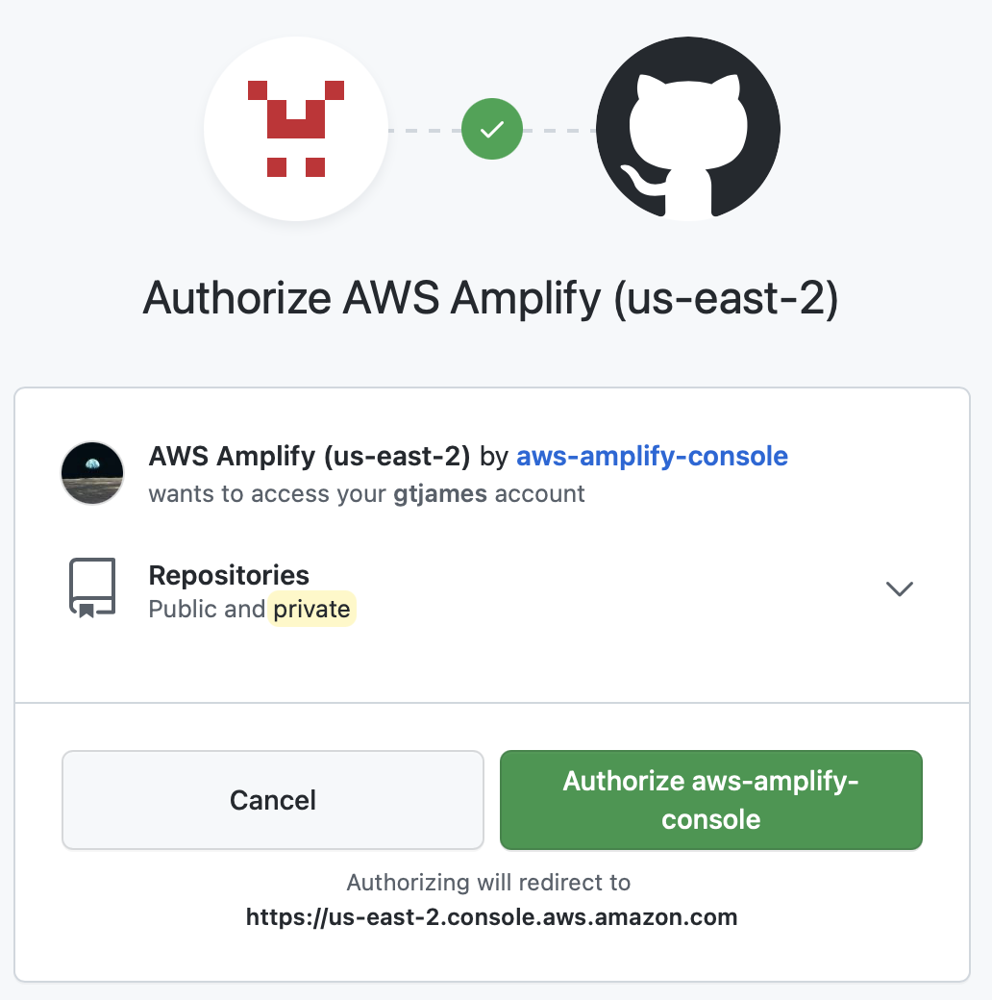 Authorize AWS Amplify (us-east-2)
AWS Amplify (us-east-2) by aws-amplify-console
wants to access your gtjames account
Repositories
Public and private
Cancel
Authorize aws-amplify-
console
Authorizing will redirect to
https://us-east-2.console.aws.amazon.com